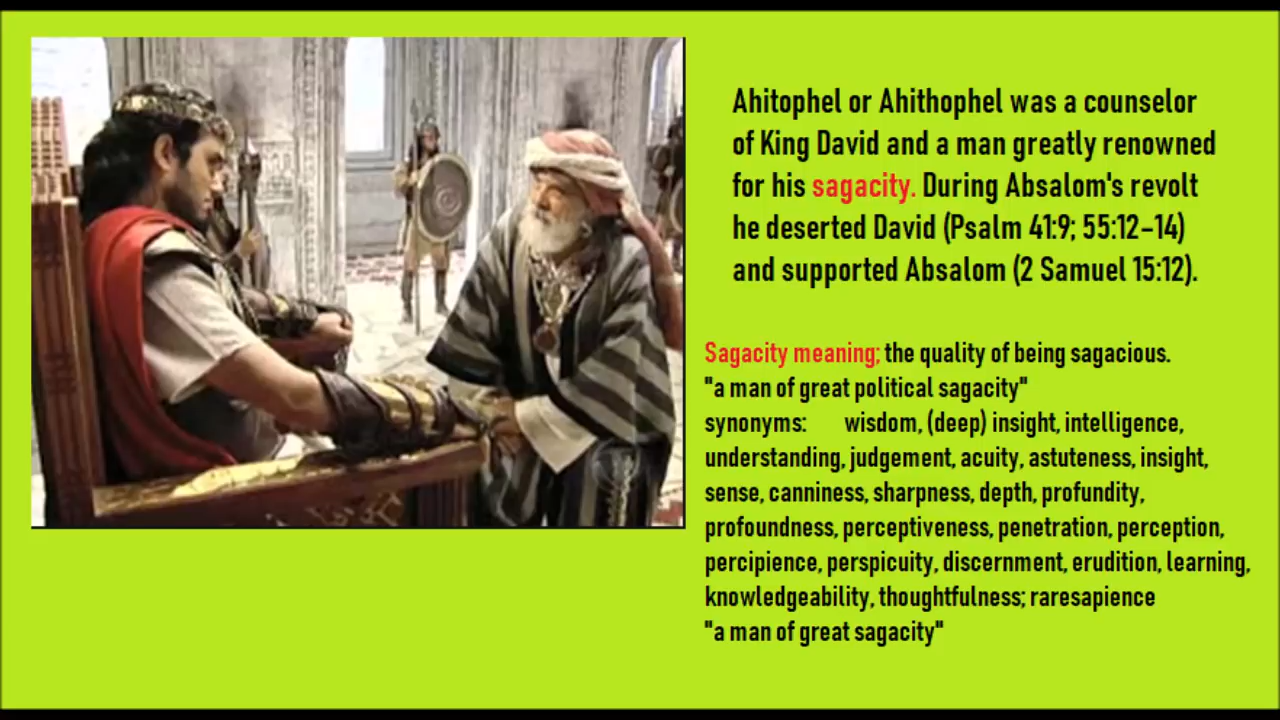 Ahitophel or Ahithophel was a counselor
of King David and a man greatly renowned
for his sagacity. During Absalom's revolt
he deserted David (Psalm 41:9; 55:12–14)
and supported Absalom (2 Samuel 15:12).
Sagacity meaning; the quality of being sagacious.
"a man of great political sagacity"
synonyms: wisdom, (deep) insight, intelligence,
understanding, judgement, acuity, astuteness, insight,
sense, canniness, sharpness, depth, profundity,
profoundness, perceptiveness, penetration, perception,
percipience, perspicuity, discernment, erudition, learning,
knowledgeability, thoughtfulness; raresapience
"a man of great sagacity"